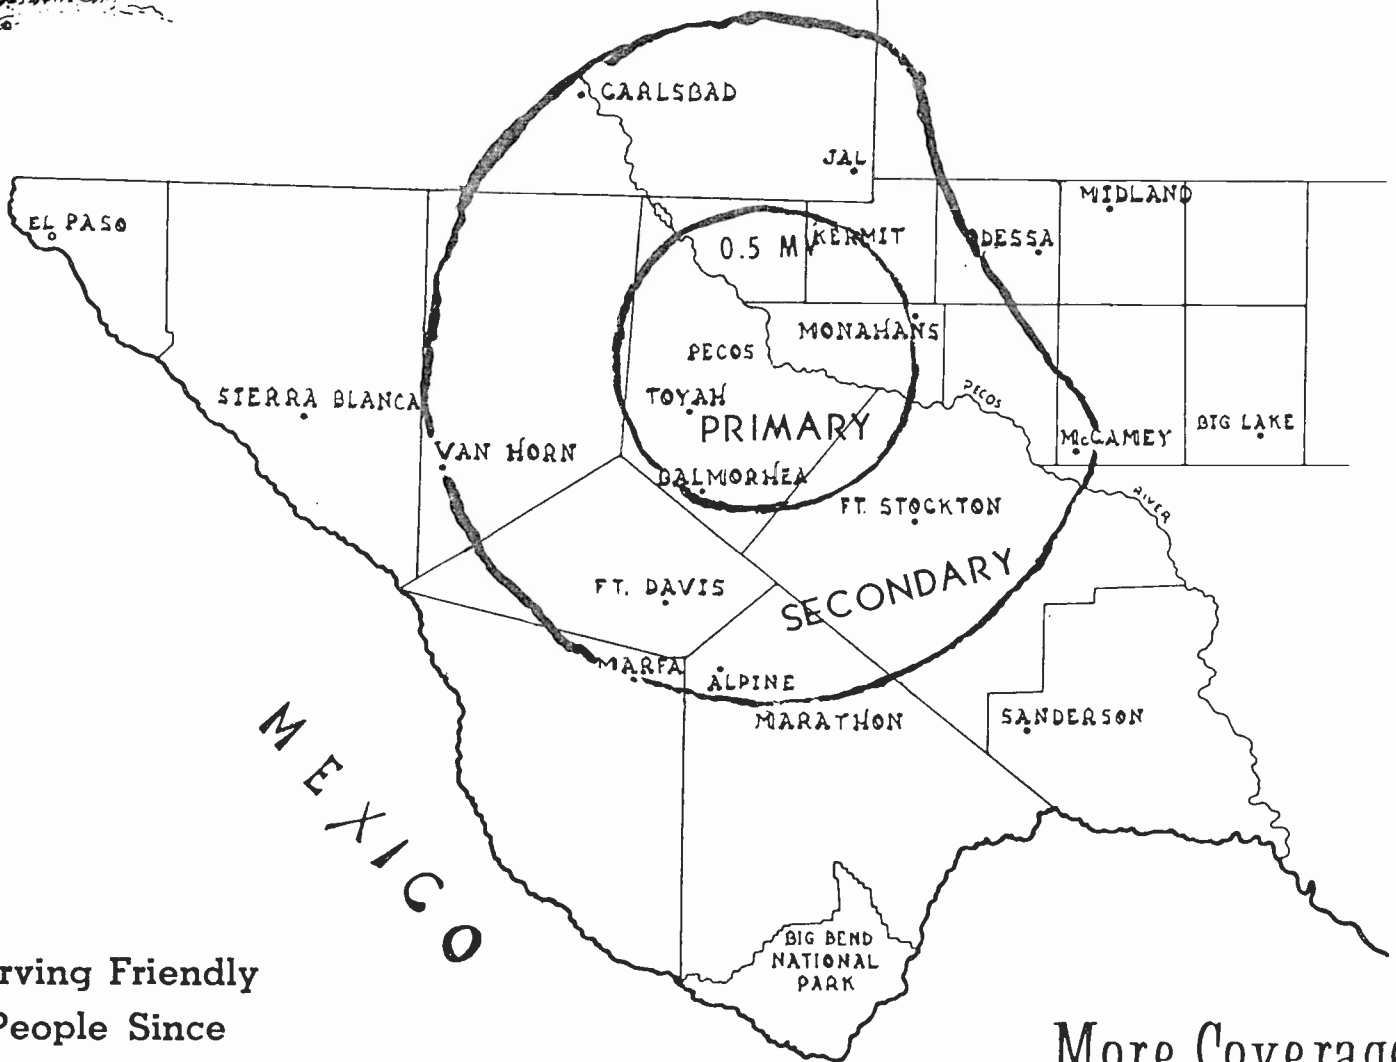 CARLSBAD
JAL
MIDLAND
EL PASO
0.5 MV
KERMIT
ODESSA
MONAHANS
PECOS
TOYAH
PECOS
SIERRA BLANCA
PRIMARY
McCAMEY
BIG LAKE
VAN HORN
BALMORHEA
FT. STOCKTON
RIVER
FT. DAVIS
SECONDARY
MARFA
ALPINE
MARATHON
SANDERSON
MEXICO
BIG BEND
NATIONAL
PARK
rving Friendly
People Since
More Coverage